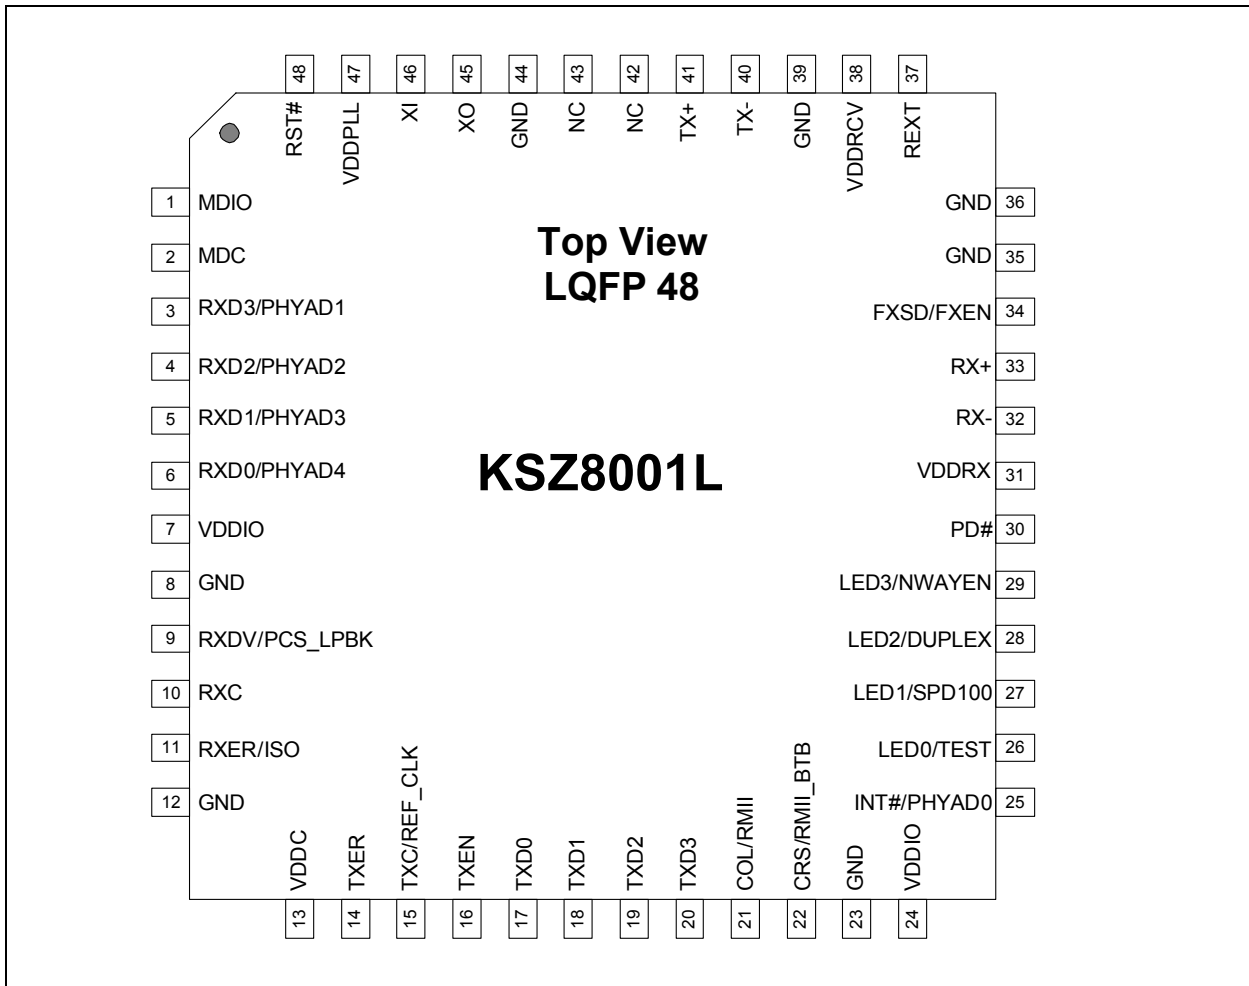 48 47 46 45 44 43 42 41 40 39 38 37
RST# VDDPLL XI XO GND NC NC TX+ TX- GND VDDRCV REXT
1 MDIO
2 MDC
3 RXD3/PHYAD1
4 RXD2/PHYAD2
5 RXD1/PHYAD3
6 RXD0/PHYAD4
7 VDDIO
8 GND
9 RXDV/PCS_LPBK
10 RXC
11 RXER/ISO
12 GND
Top View
LQFP 48
KSZ8001L
GND 36
GND 35
FXSD/FXEN 34
RX+ 33
RX- 32
VDDRX 31
PD# 30
LED3/NWAYEN 29
LED2/DUPLEX 28
LED1/SPD100 27
LED0/TEST 26
INT#/PHYAD0 25
VDDC TXER TXC/REF_CLK TXEN TXD0 TXD1 TXD2 TXD3 COL/RMII CRS/RMII_BTB GND VDDIO
13 14 15 16 17 18 19 20 21 22 23 24